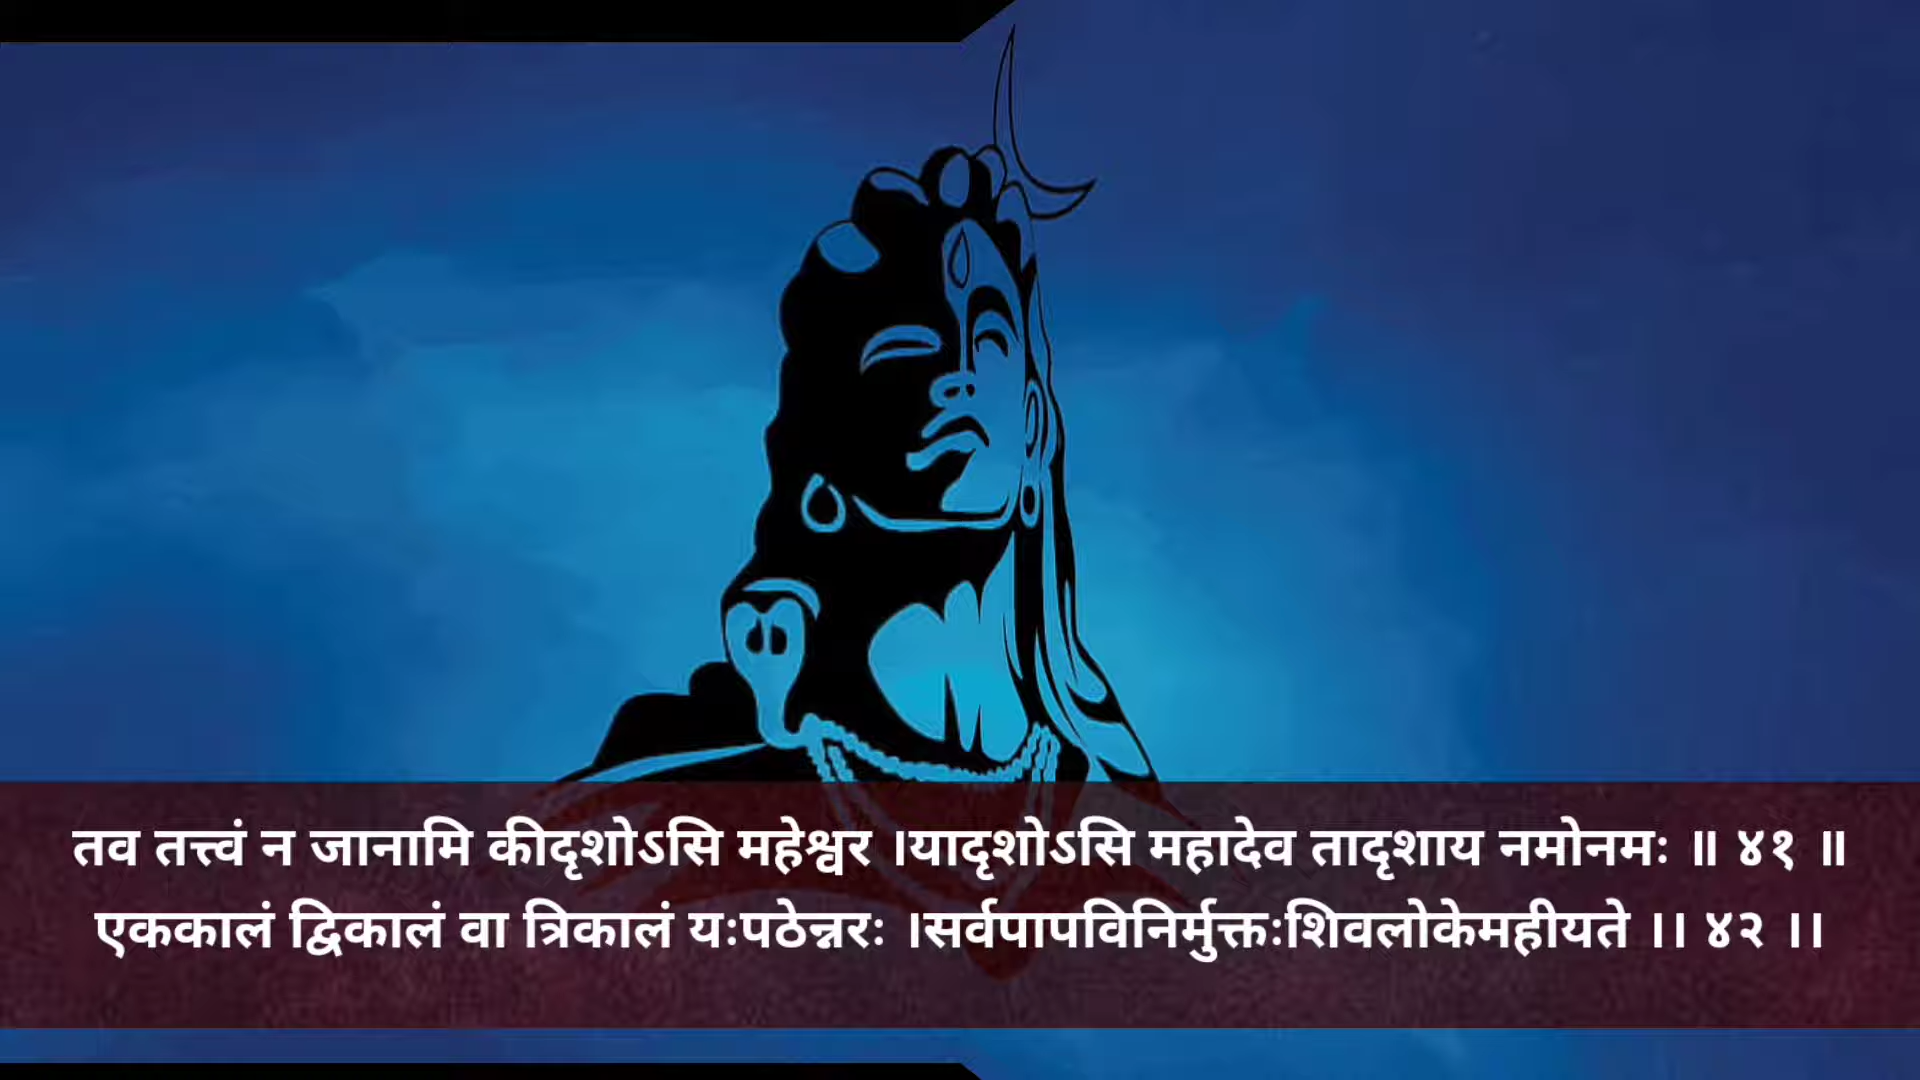 तव तत्त्वं न जानामि कीदृशोऽसि महेश्वर ।यादृशोऽसि महादेव तादृशाय नमोनमः ॥ ४१ ॥
एककालं द्विकालं वा त्रिकालं यःपठेन्नरः ।सर्वपापविनिर्मुक्तःशिवलोकेमहीयते ।। ४२ ।।